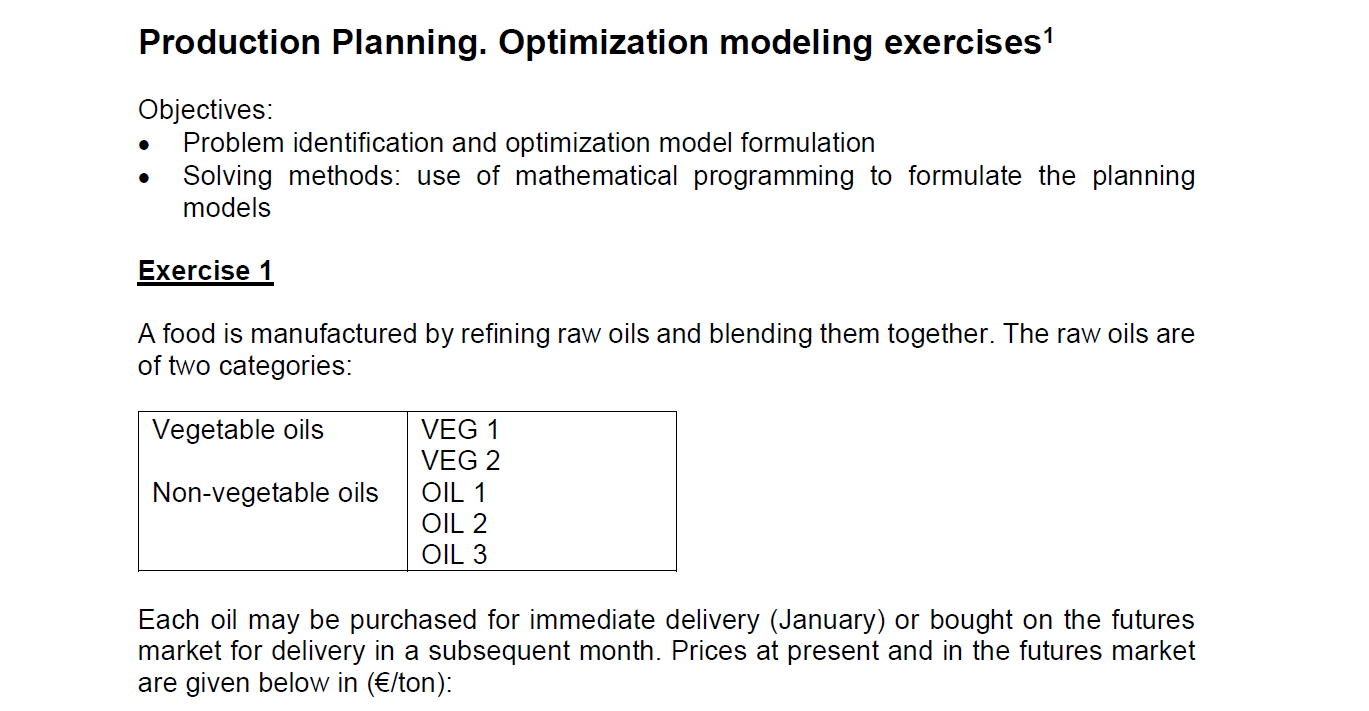 Production Planning. Optimization modeling exercises¹
Objectives:
• Problem identification and optimization model formulation
• Solving methods: use of mathematical programming to formulate the planning
models
Exercise 1
A food is manufactured by refining raw oils and blending them together. The raw oils are
of two categories:
Vegetable oils VEG 1
VEG 2
Non-vegetable oils OIL 1
OIL 2
OIL 3
Each oil may be purchased for immediate delivery (January) or bought on the futures
market for delivery in a subsequent month. Prices at present and in the futures market
are given below in (€/ton):